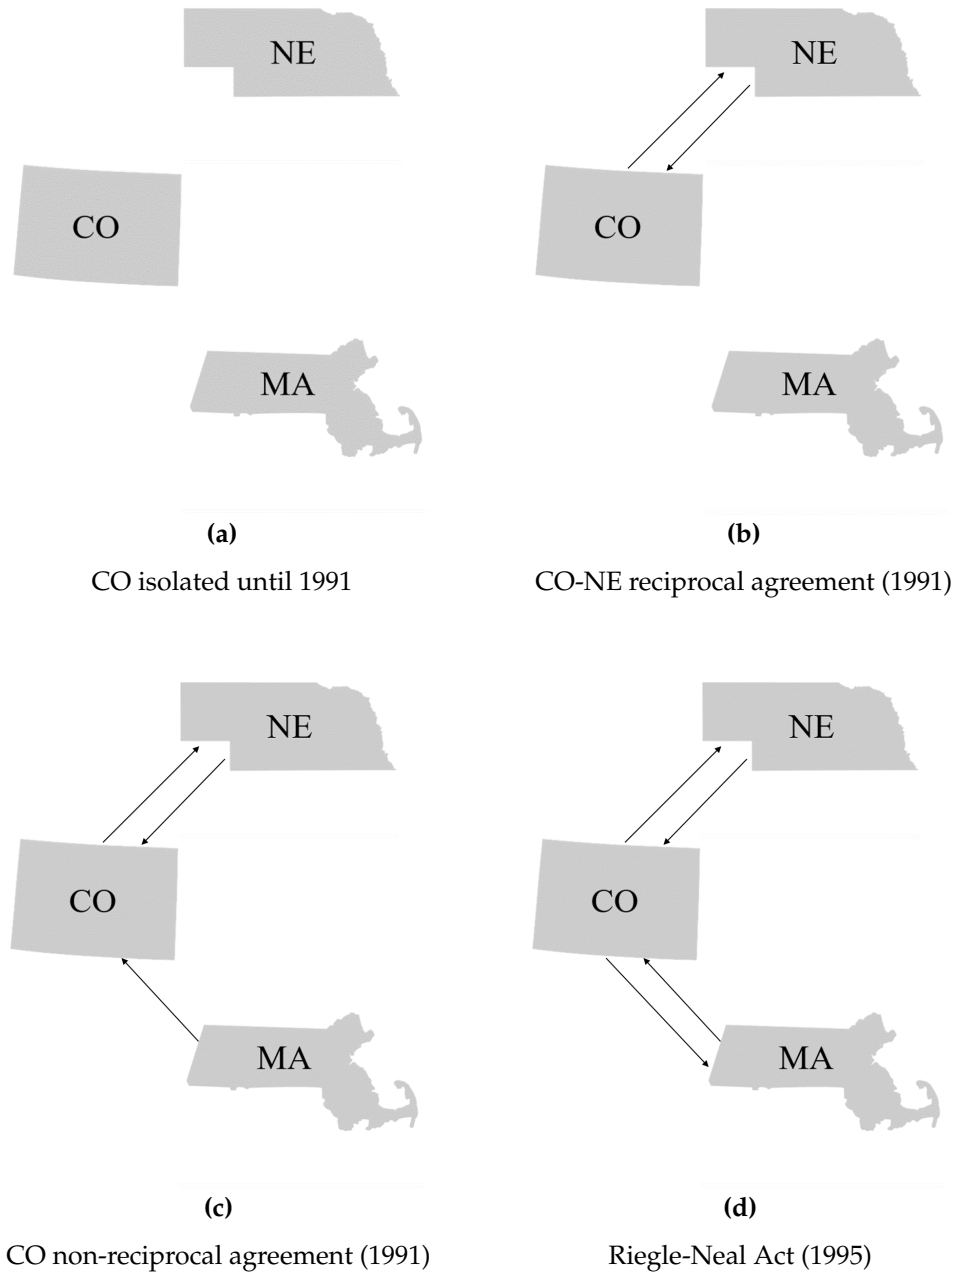 NE
CO
MA
(a)
CO isolated until 1991
NE
CO
MA
(b)
CO-NE reciprocal agreement (1991)
NE
CO
MA
(c)
CO non-reciprocal agreement (1991)
NE
CO
MA
(d)
Riegle-Neal Act (1995)